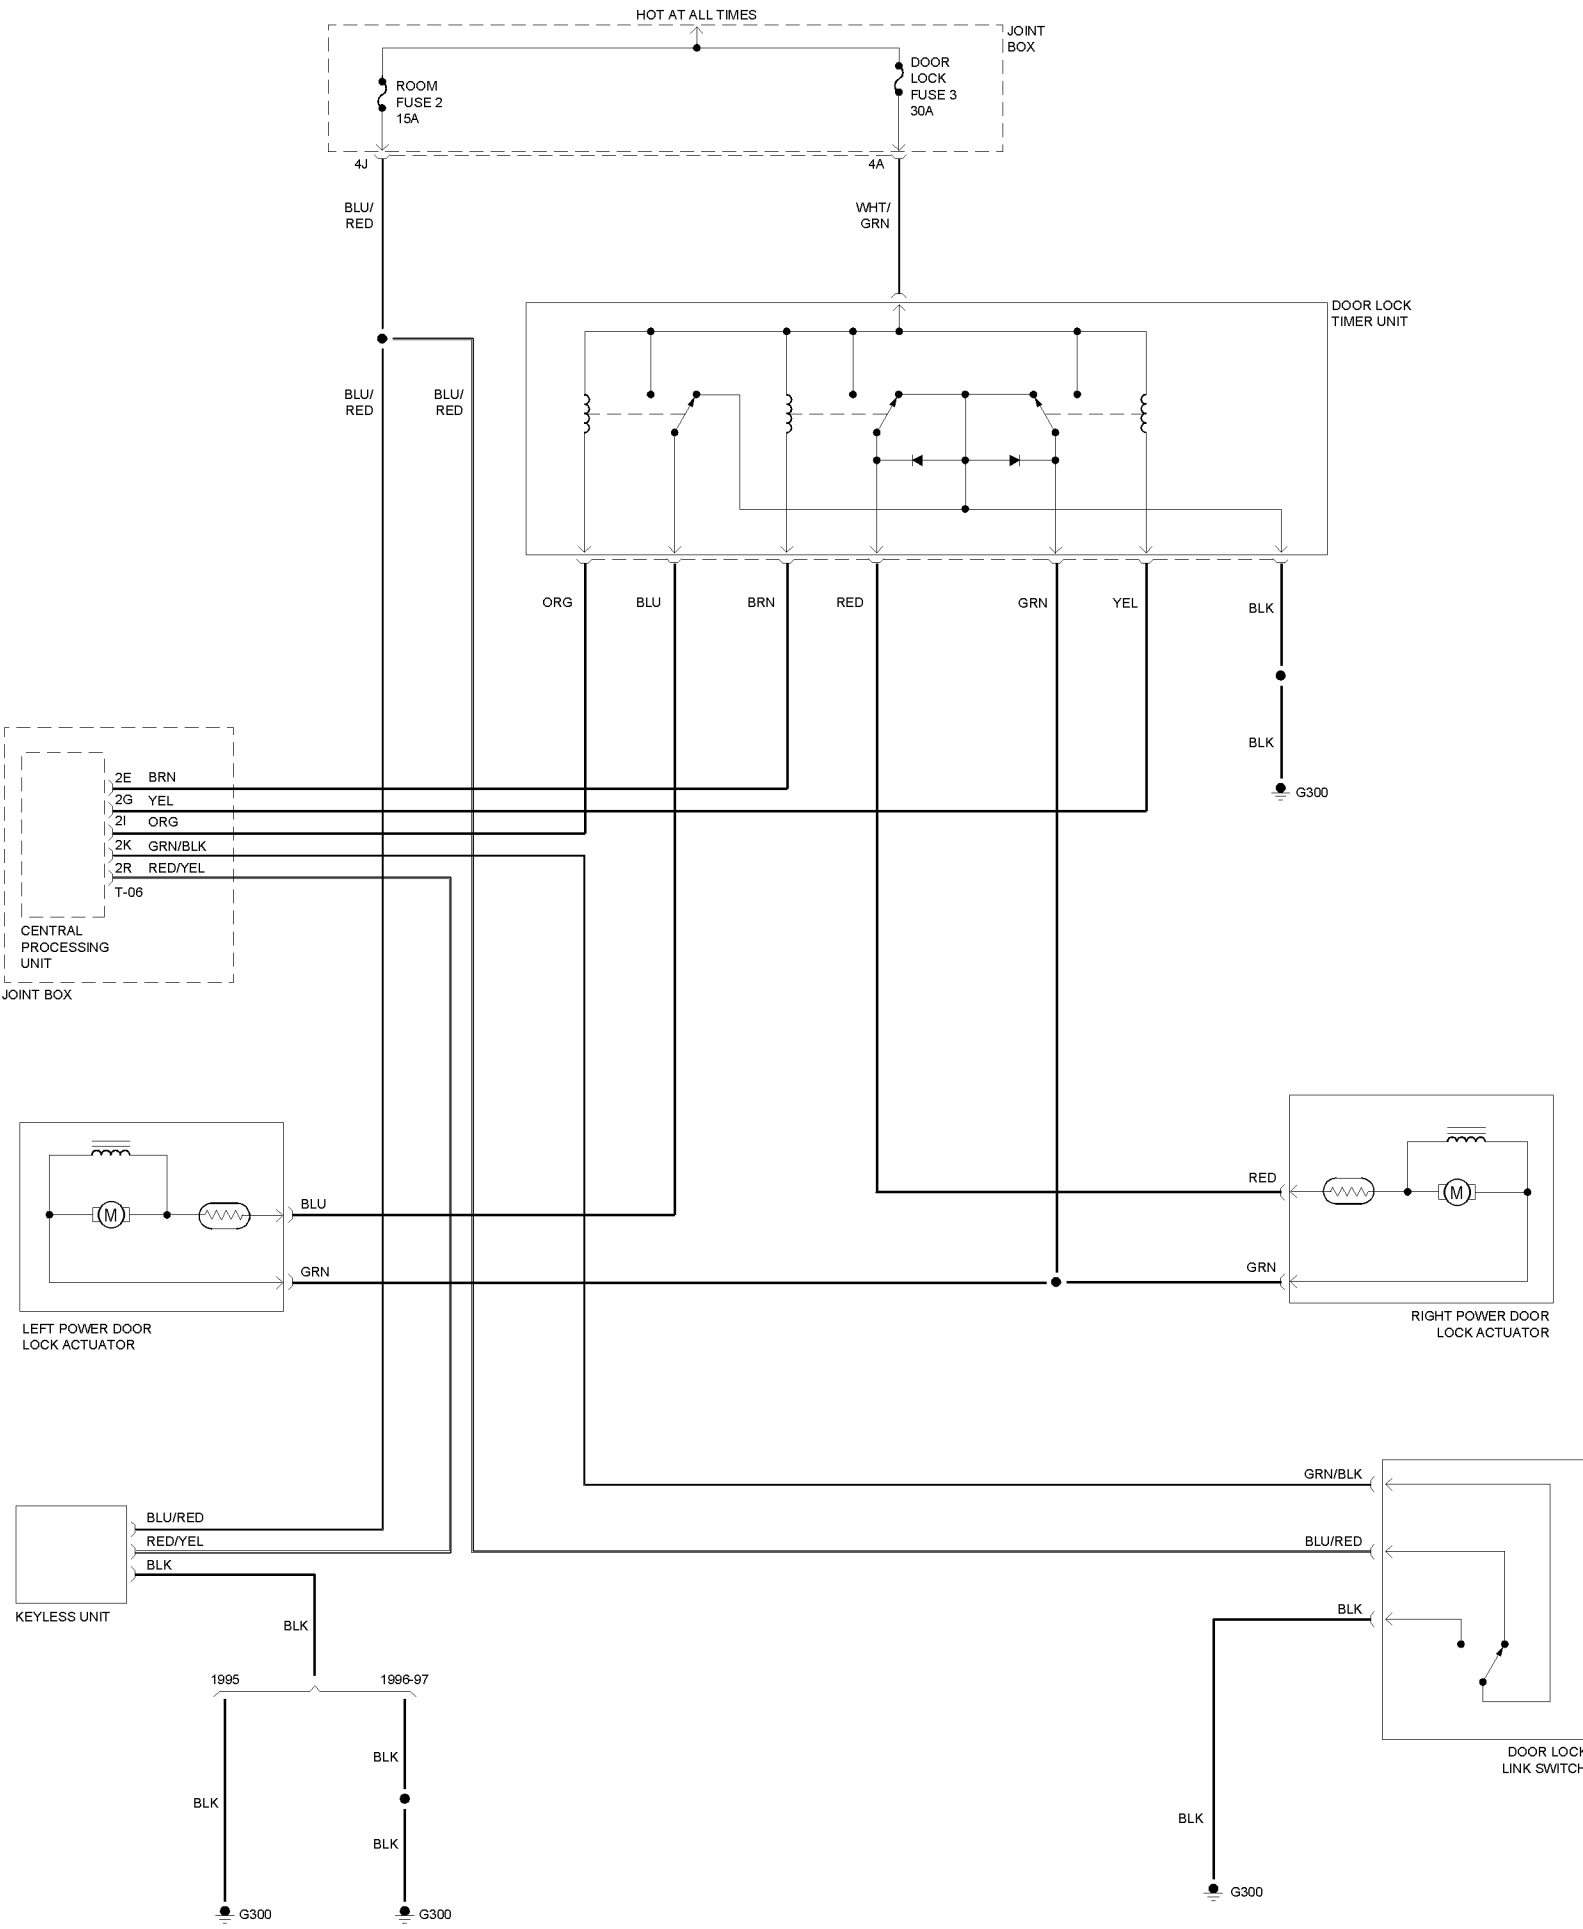 HOT AT ALL TIMES
JOINT
BOX
ROOM
FUSE 2
15A
DOOR
LOCK
FUSE 3
30A
4J
4A
BLU/
RED
WHT/
GRN
DOOR LOCK
TIMER UNIT
BLU/
RED
BLU/
RED
ORG
BLU
BRN
RED
GRN
YEL
BLK
BLK
G300
2E BRN
2G YEL
2I ORG
2K GRN/BLK
2R RED/YEL
T-06
CENTRAL
PROCESSING
UNIT
JOINT BOX
M
BLU
GRN
LEFT POWER DOOR
LOCK ACTUATOR
RED
M
GRN
RIGHT POWER DOOR
LOCK ACTUATOR
GRN/BLK
BLU/RED
BLK
DOOR LOCK
LINK SWITCH
BLK
G300
BLU/RED
RED/YEL
BLK
KEYLESS UNIT
BLK
1995
1996-97
BLK
BLK
BLK
G300
G300